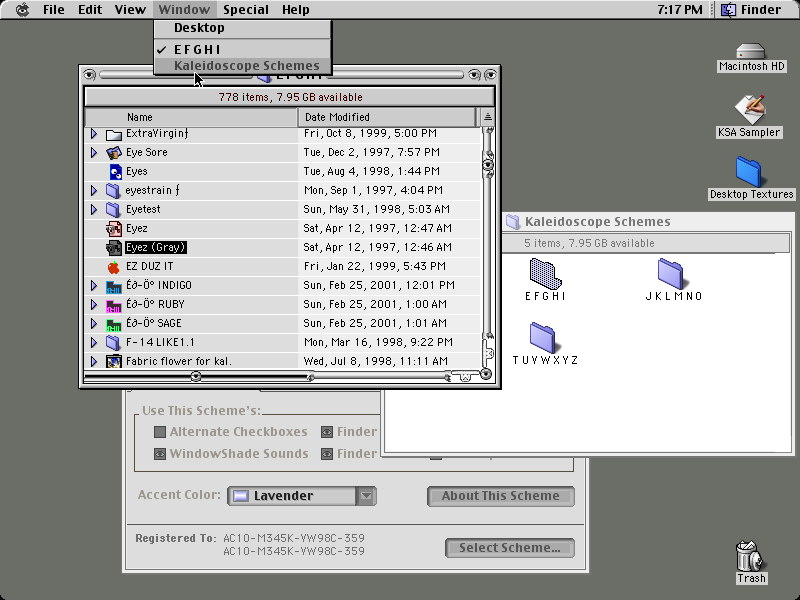 File Edit View Window Special Help 7:17 PM Finder
Desktop
✓ E F G H I
Kaleidoscope Schemes
E F G H I
778 items, 7.95 GB available
Name Date Modified
ExtraVirginƒ Fri, Oct 8, 1999, 5:00 PM
Eye Sore Tue, Dec 2, 1997, 7:57 PM
Eyes Tue, Aug 4, 1998, 1:44 PM
eyestrain ƒ Mon, Sep 1, 1997, 4:04 PM
Eyetest Sun, May 31, 1998, 5:03 AM
Eyez Sat, Apr 12, 1997, 12:47 AM
Eyez (Gray) Sat, Apr 12, 1997, 12:46 AM
EZ DUZ IT Fri, Jan 22, 1999, 5:43 PM
É∂-Öº INDIGO Sun, Feb 25, 2001, 12:01 PM
É∂-Öº RUBY Sun, Feb 25, 2001, 1:00 AM
É∂-Öº SAGE Sun, Feb 25, 2001, 1:01 AM
F-14 LIKE1.1 Mon, Mar 16, 1998, 9:22 PM
Fabric flower for kal. Wed, Jul 8, 1998, 11:11 AM
Macintosh HD
KSA Sampler
Desktop Textures
Kaleidoscope Schemes
5 items, 7.95 GB available
E F G H I
J K L M N O
T U V W X Y Z
Use This Scheme's:
Alternate Checkboxes Finder
WindowShade Sounds Finder
Accent Color: Lavender About This Scheme
Registered To: AC10-M345K-YW98C-359
AC10-M345K-YW98C-359
Select Scheme...
Trash